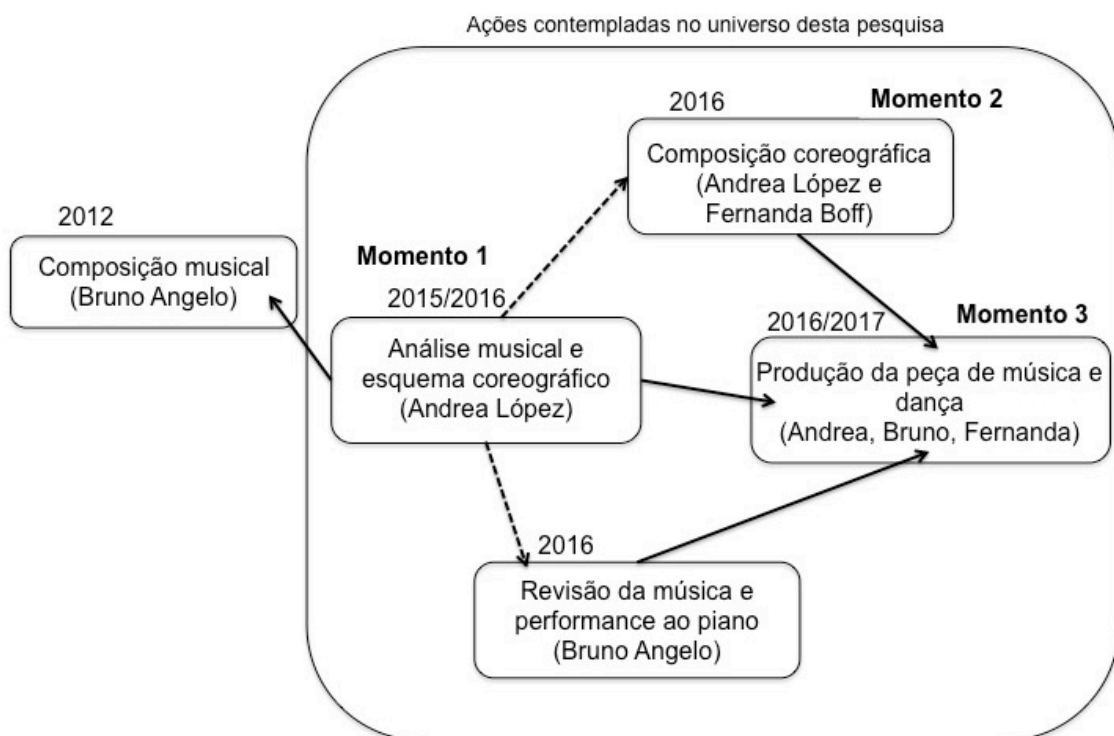 Ações contempladas no universo desta pesquisa
2016
Momento 2
Composição coreográfica
(Andrea López e
Fernanda Boff)
2012
Composição musical
(Bruno Angelo)
Momento 1
2015/2016
Análise musical e
esquema coreográfico
(Andrea López)
2016/2017
Momento 3
Produção da peça de música e
dança
(Andrea, Bruno, Fernanda)
2016
Revisão da música e
performance ao piano
(Bruno Angelo)